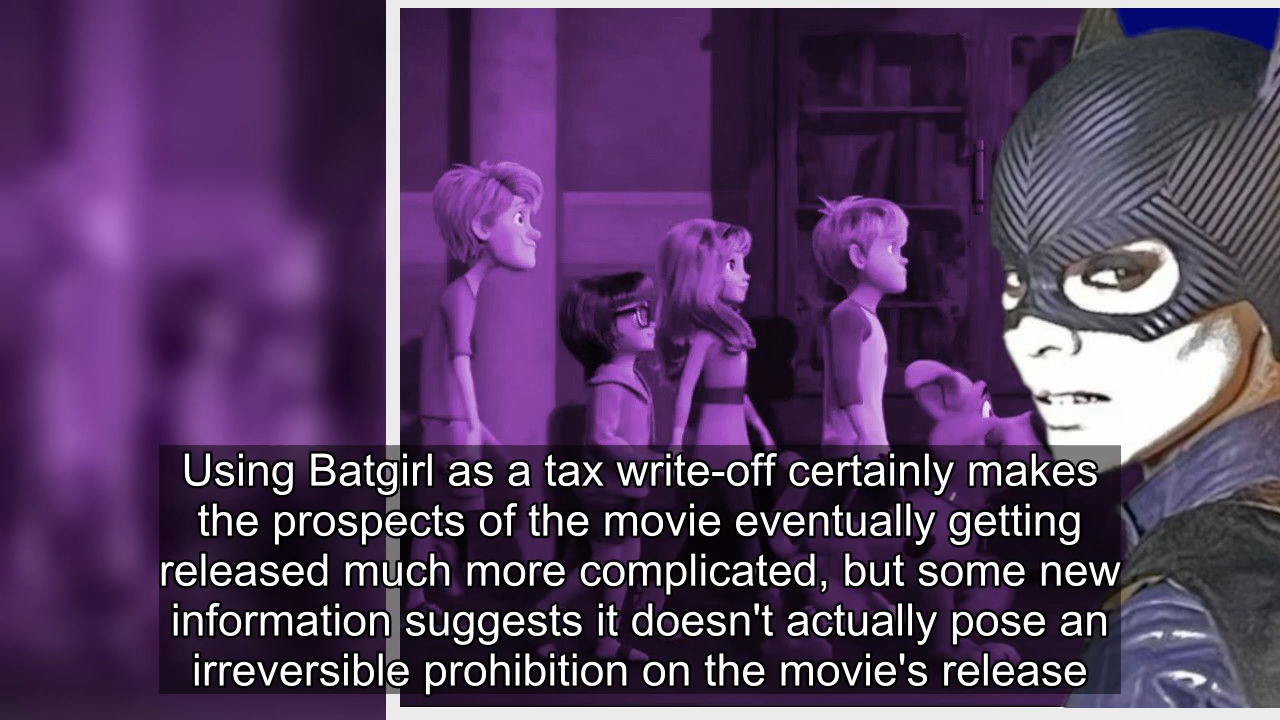 Using Batgirl as a tax write-off certainly makes
the prospects of the movie eventually getting
released much more complicated, but some new
information suggests it doesn't actually pose an
irreversible prohibition on the movie's release